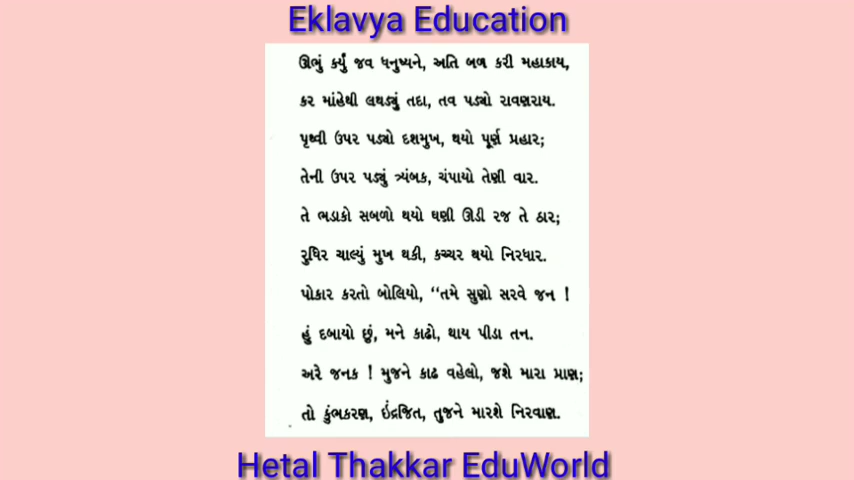 Eklavya Education
ઊભું કર્યું જવ ધનુષ્યને, અતિ બળ કરી મહાકાય,
કર માંહેથી લથડ્યું તદા, તવ પડ્યો રાવણરાય.
પૃથ્વી ઉપર પડ્યો દશમુખ, થયો પૂર્ણ પ્રહાર;
તેની ઉપર પડ્યું ત્ર્યંબક, ચંપાયો તેણી વાર.
તે ભડાકો સબળો થયો ઘણી ઊડી રજ તે ઠાર;
રુધિર ચાલ્યું મુખ થકી, કચ્ચર થયો નિરધાર.
પોકાર કરતો બોલિયો, “તમે સુણો સરવે જન !
હું દબાયો છું, મને કાઢો, થાય પીડા તન.
અરે જનક ! મુજને કાઢ વહેલો, જશે મારા પ્રાણ;
તો કુંભકરણ, ઇંદ્રજિત, તુજને મારશે નિરવાણ.
Hetal Thakkar EduWorld